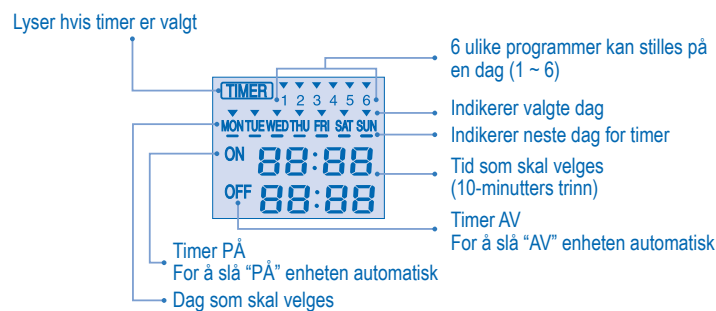 Lyser hvis timer er valgt
6 ulike programmer kan stilles på
en dag (1 ~ 6)
TIMER
1 2 3 4 5 6
Indikerer valgte dag
MON TUE WED THU FRI SAT SUN
Indikerer neste dag for timer
ON 88:88
Tid som skal velges
(10-minutters trinn)
OFF 88:88
Timer AV
For å slå “AV” enheten automatisk
Timer PÅ
For å slå “PÅ” enheten automatisk
Dag som skal velges